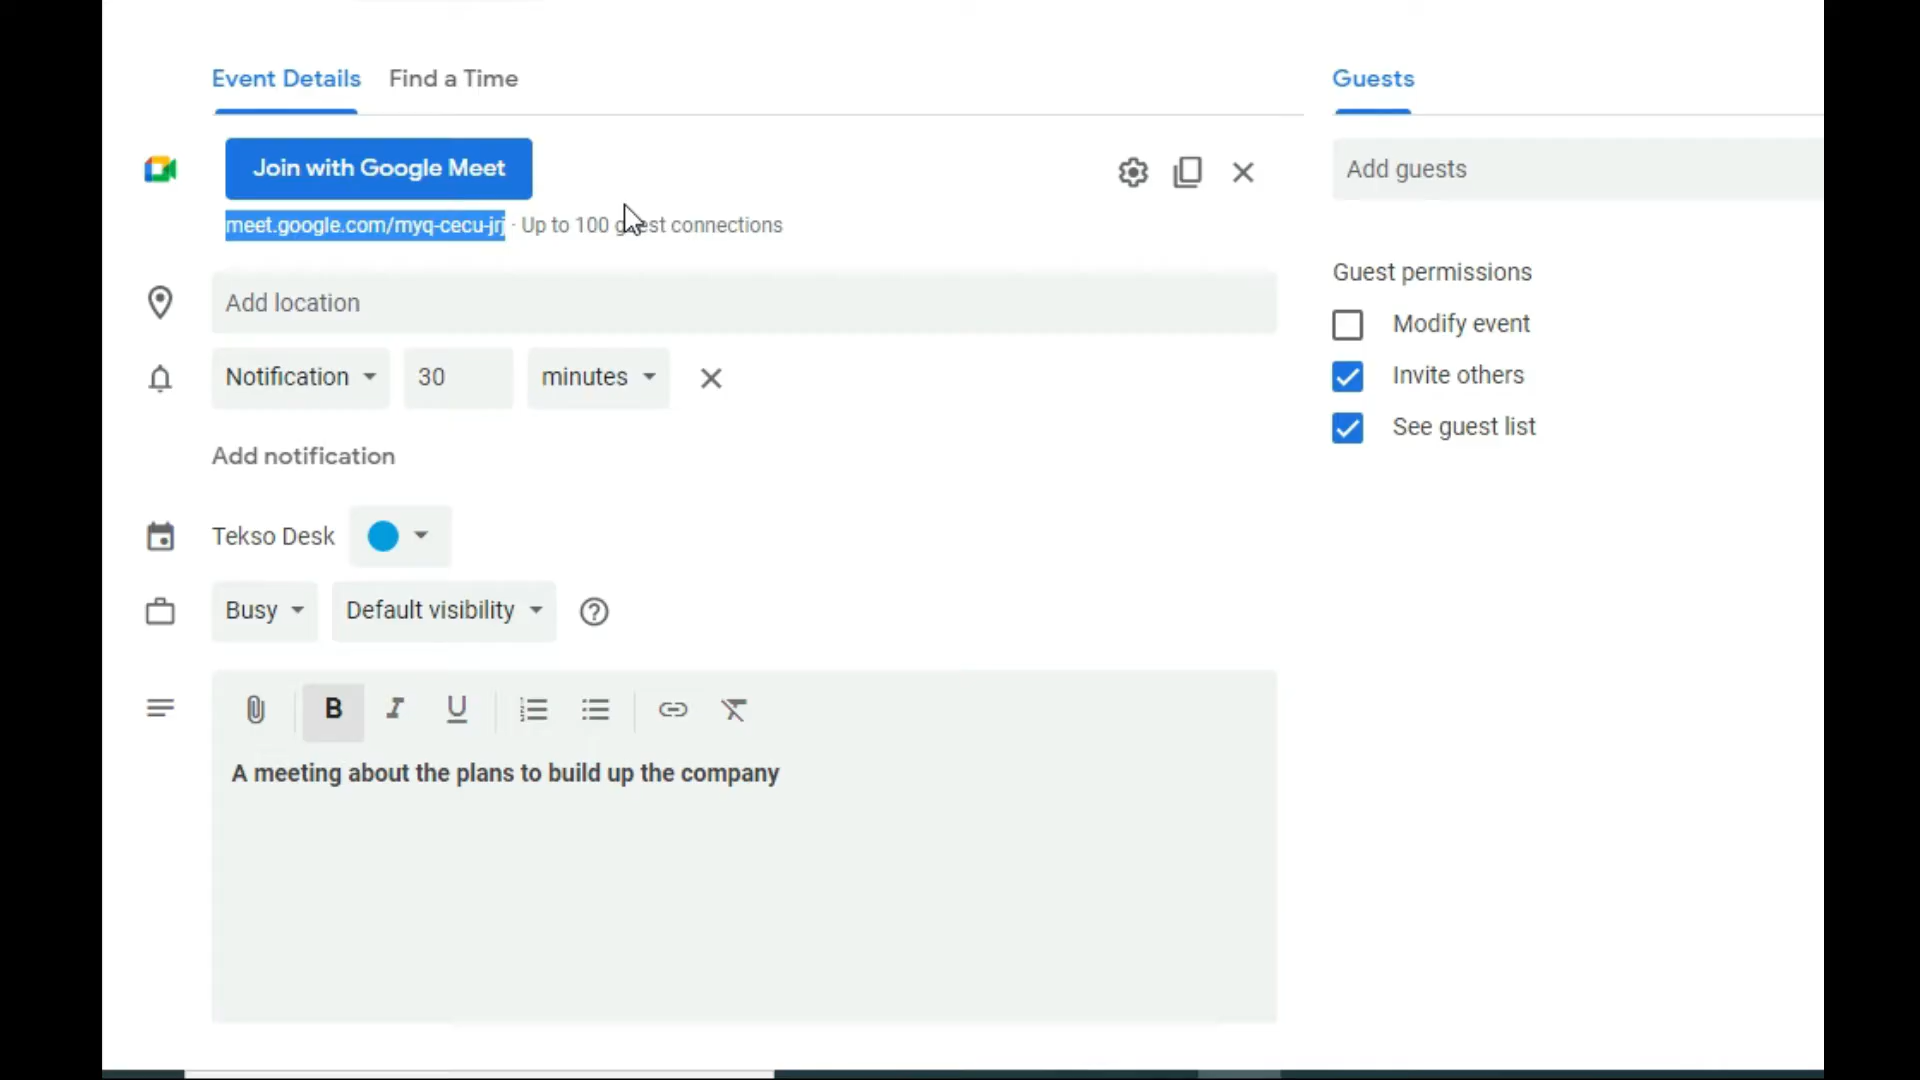 Event Details Find a Time
Guests
Join with Google Meet
meet.google.com/myq-cecu-jrj · Up to 100 guest connections
Add guests
Add location
Guest permissions
Modify event
Notification 30 minutes
Invite others
See guest list
Add notification
Tekso Desk
Busy Default visibility
B I U
A meeting about the plans to build up the company